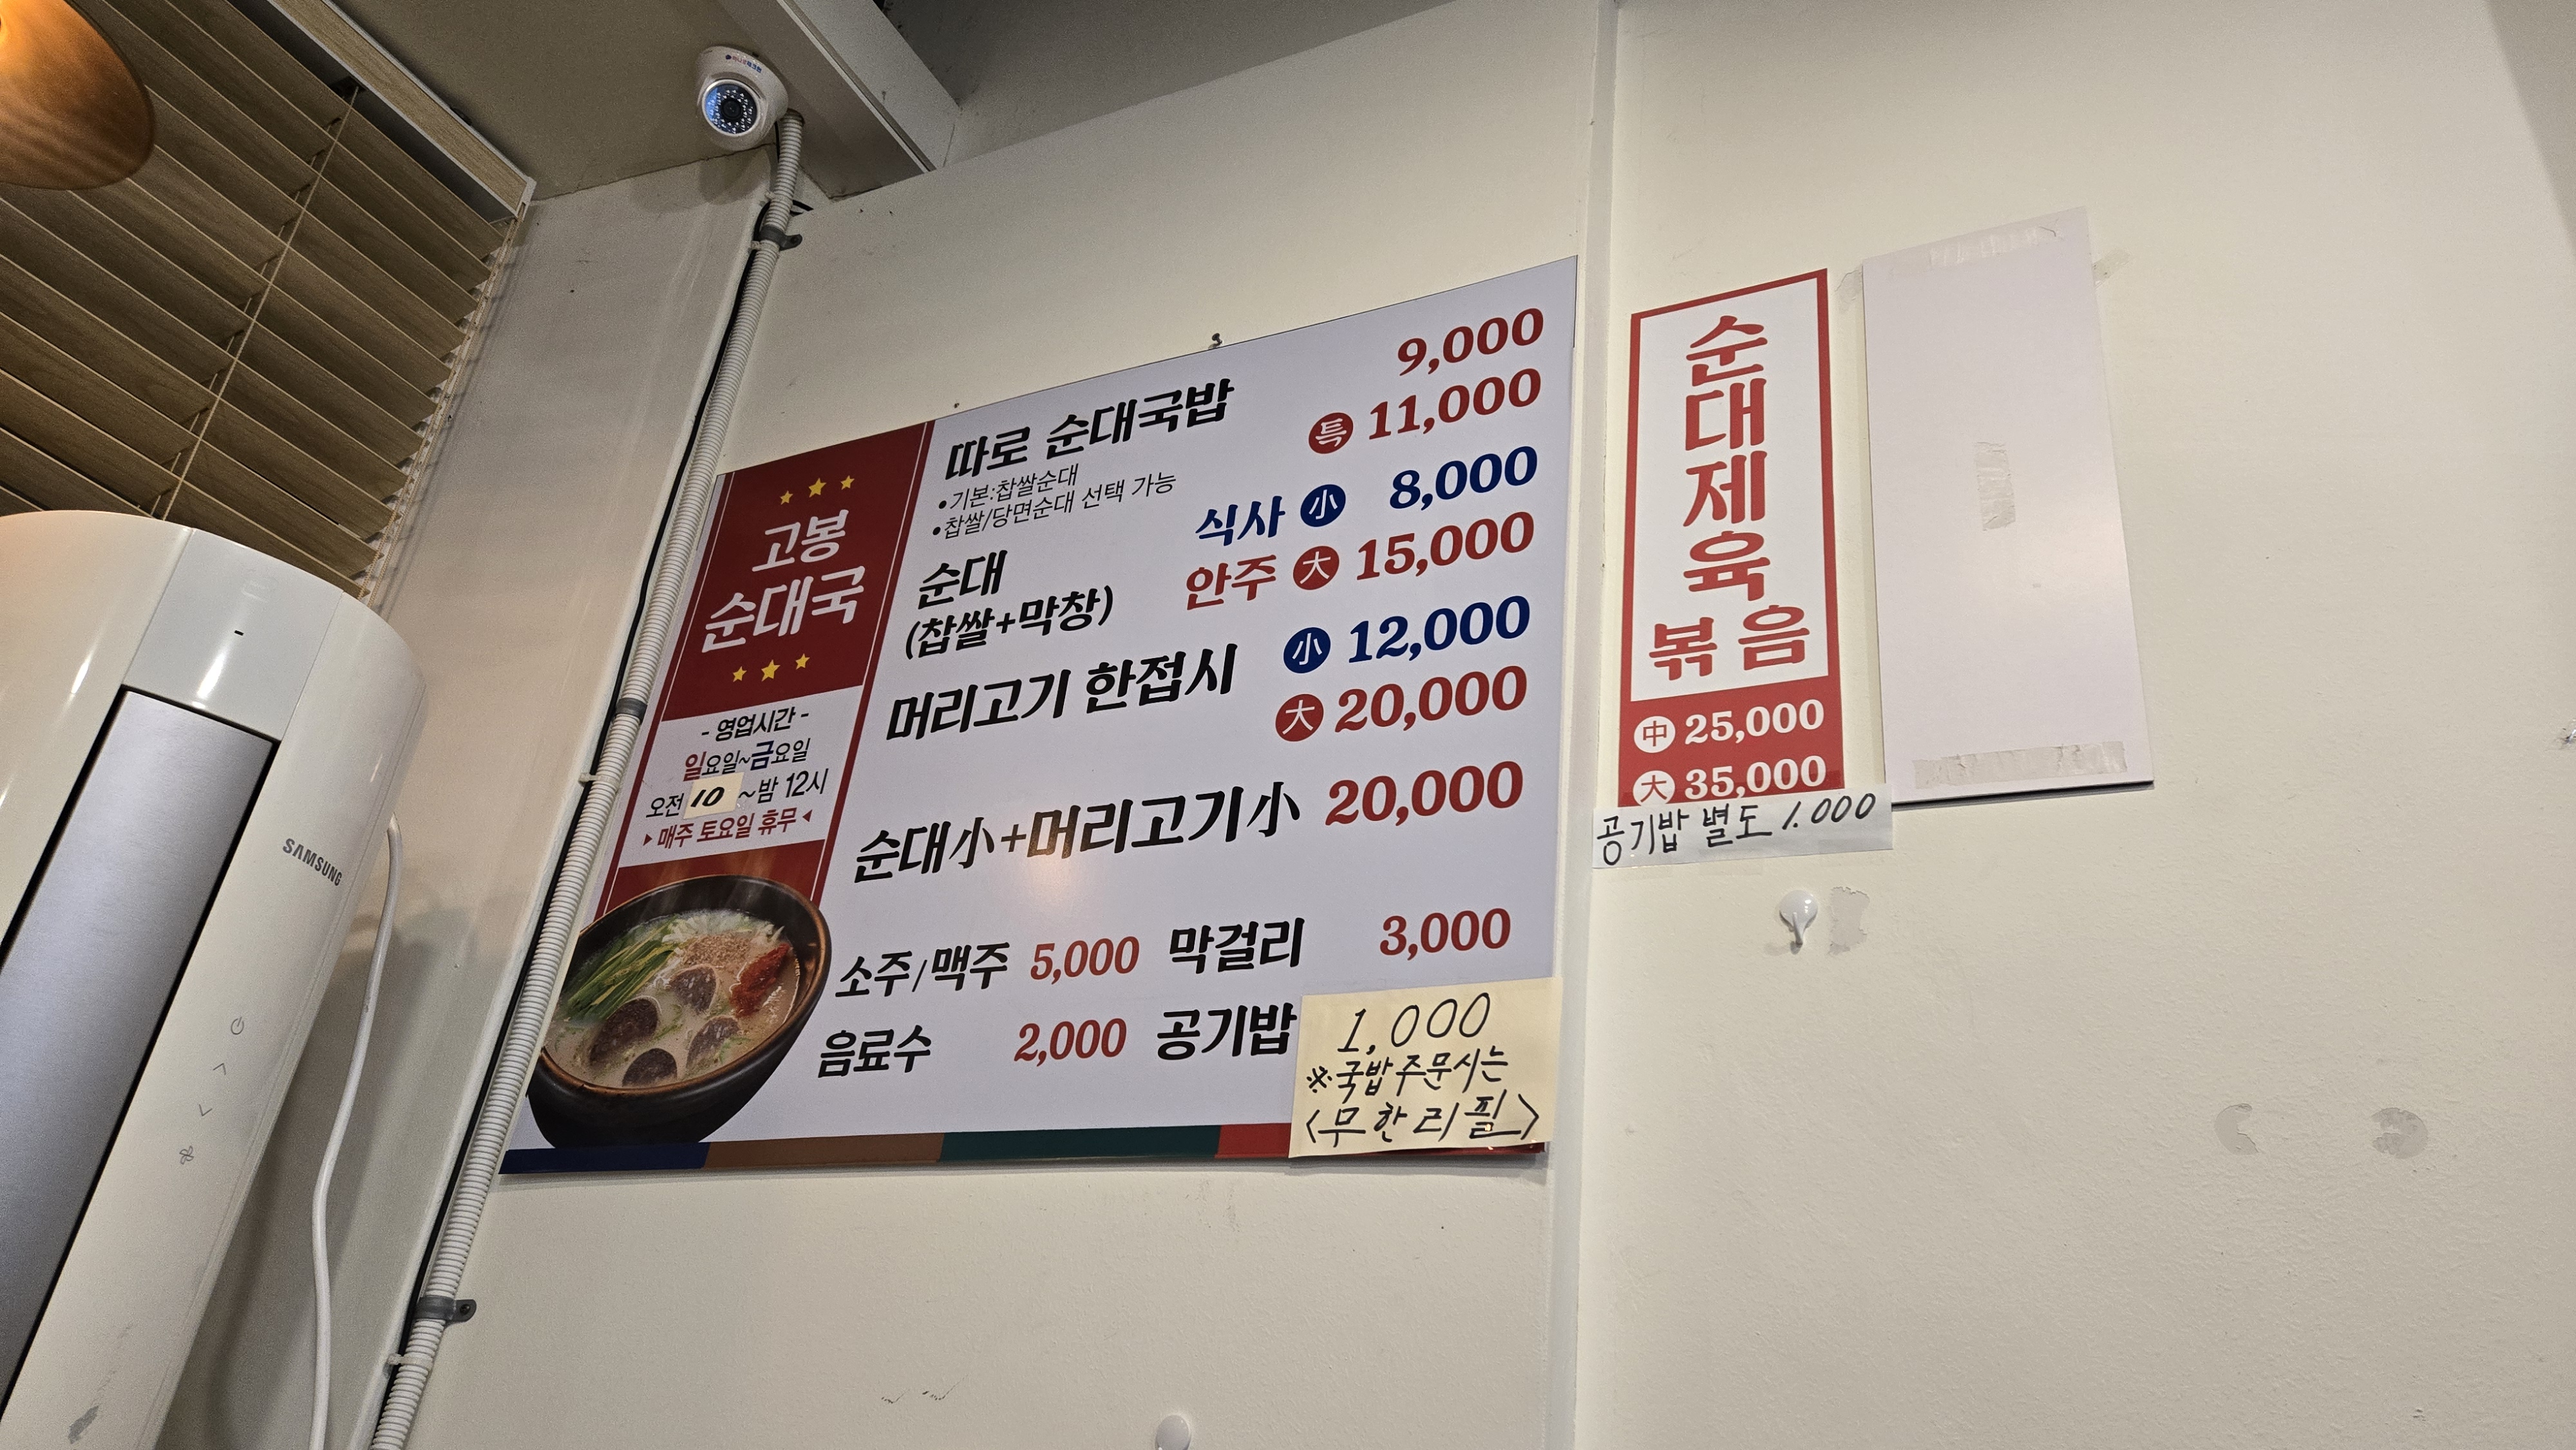 고봉
순대국
- 영업시간 -
일요일~금요일
오전 10 ~밤 12시
▸ 매주 토요일 휴무 ◂
따로 순대국밥 9,000
특 11,000
•기본:찹쌀순대
•찹쌀/당면순대 선택 가능
순대 식사 小 8,000
(찹쌀+막창) 안주 大 15,000
머리고기 한접시 小 12,000
大 20,000
순대小+머리고기小 20,000
소주/맥주 5,000 막걸리 3,000
음료수 2,000 공기밥 1,000
※국밥주문시는
<무한리필>
순
대
제
육
볶음
中 25,000
大 35,000
공기밥 별도 1.000
SAMSUNG